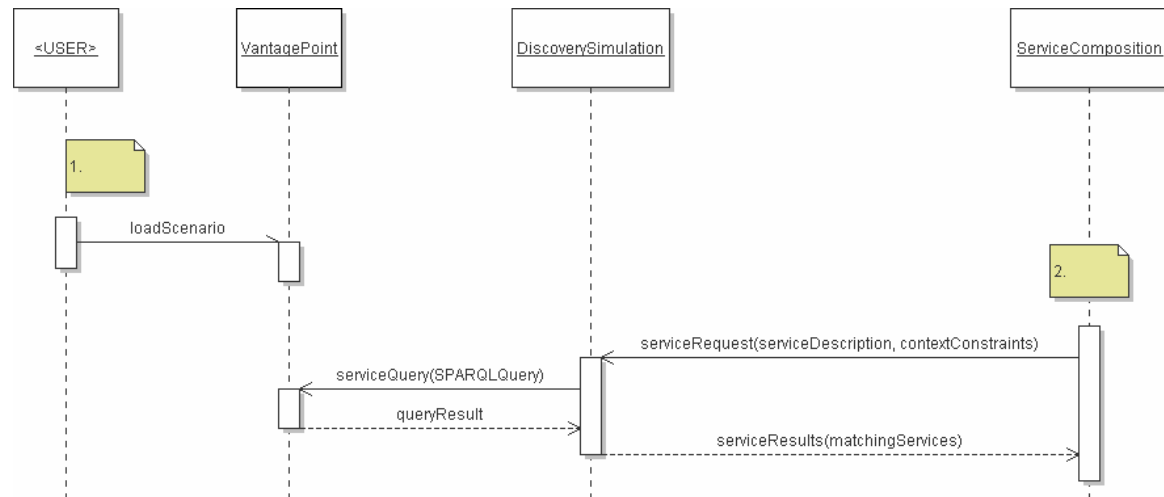 <USER>
VantagePoint
DiscoverySimulation
ServiceComposition
1.
loadScenario
2.
serviceRequest(serviceDescription, contextConstraints)
serviceQuery(SPARQLQuery)
queryResult
serviceResults(matchingServices)